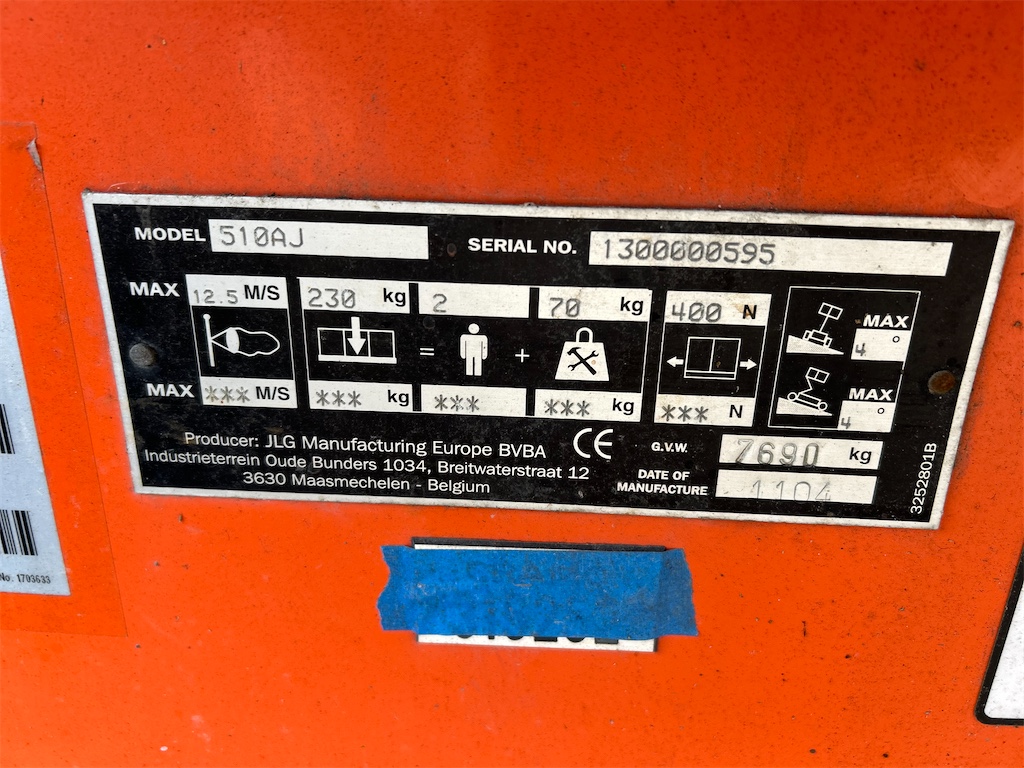 MODEL 510AJ SERIAL NO. 1300000595
MAX 12.5 M/S 230 kg 2 70 kg 400 N
MAX 4°
= +
MAX *** M/S *** kg *** *** kg *** N
MAX 4°
Producer: JLG Manufacturing Europe BVBA CE
Industrieterrein Oude Bunders 1034, Breitwaterstraat 12
3630 Maasmechelen - Belgium
G.V.W. 7690 kg
DATE OF
MANUFACTURE 1104
3252801B
No. 1703633